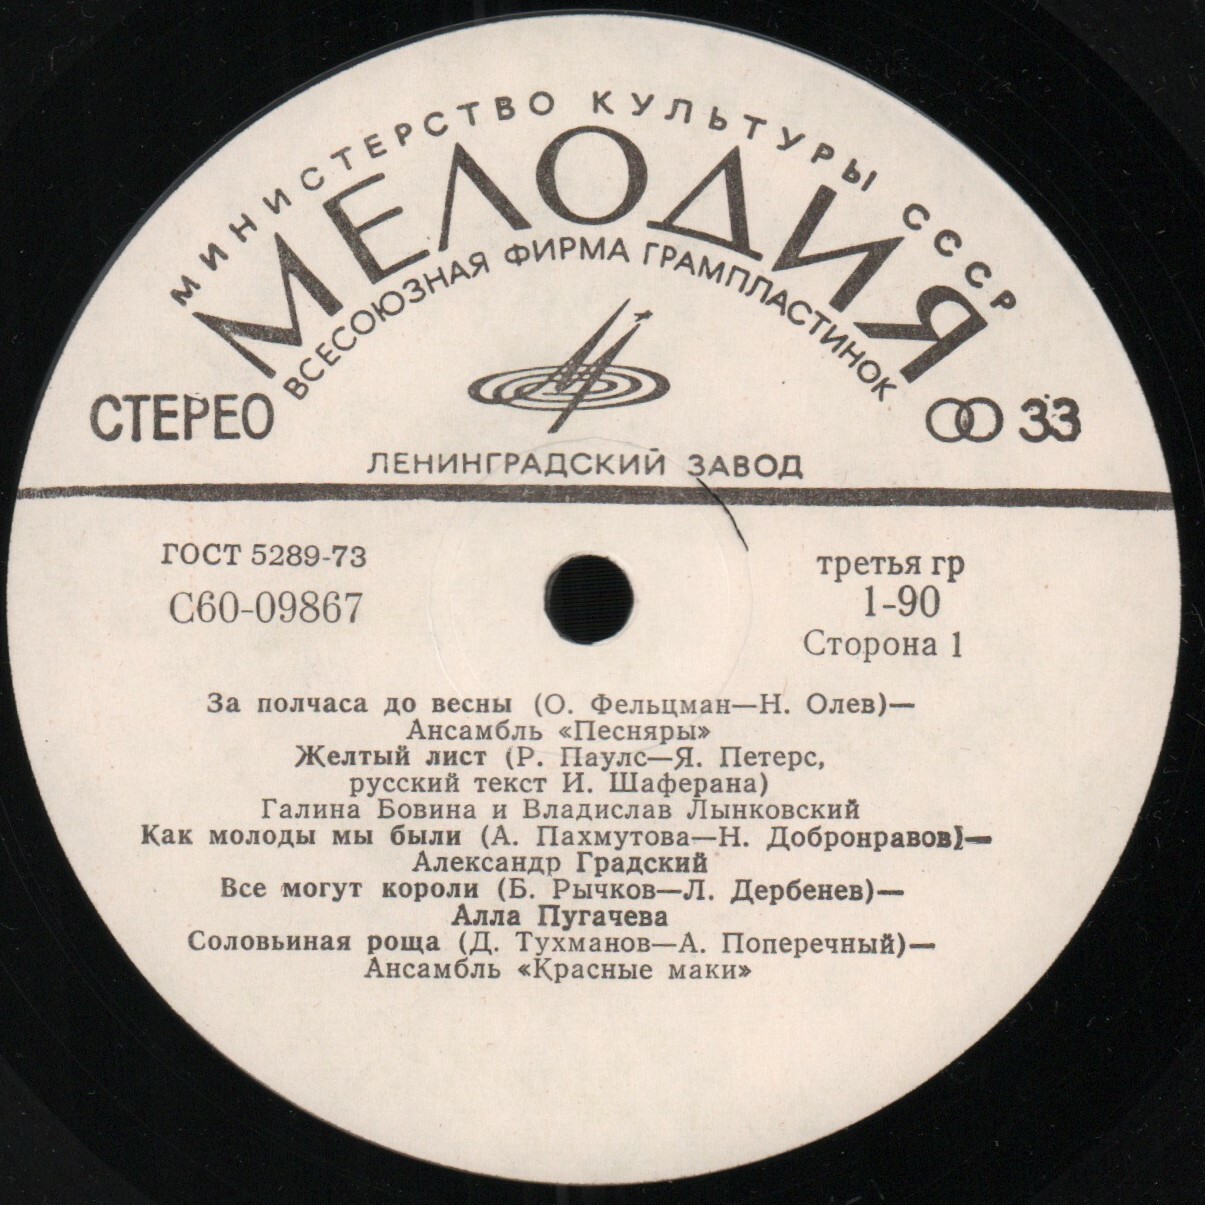 МИНИСТЕРСТВО КУЛЬТУРЫ СССР
МЕЛОДИЯ
ВСЕСОЮЗНАЯ ФИРМА ГРАМПЛАСТИНОК
СТЕРЕО
33
ЛЕНИНГРАДСКИЙ ЗАВОД
ГОСТ 5289-73
С60-09867
третья гр
1-90
Сторона 1
За полчаса до весны (О. Фельцман—Н. Олев)—
Ансамбль «Песняры»
Желтый лист (Р. Паулс—Я. Петерс,
русский текст И. Шаферана)
Галина Бовина и Владислав Лынковский
Как молоды мы были (А. Пахмутова—Н. Добронравов)—
Александр Градский
Все могут короли (Б. Рычков—Л. Дербенев)—
Алла Пугачева
Соловьиная роща (Д. Тухманов—А. Поперечный)—
Ансамбль «Красные маки»